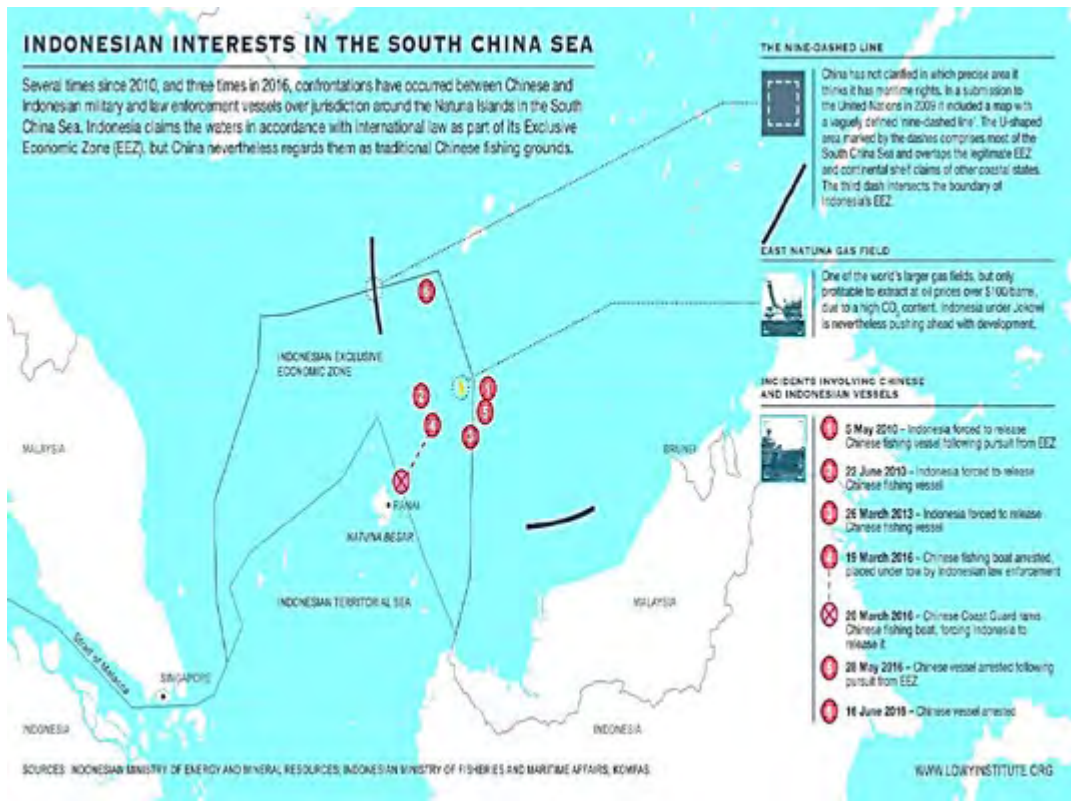 INDONESIAN INTERESTS IN THE SOUTH CHINA SEA
Several times since 2010, and three times in 2016, confrontations have occurred between Chinese and
Indonesian military and law enforcement vessels over jurisdiction around the Natuna Islands in the South
China Sea. Indonesia claims the waters in accordance with international law as part of its Exclusive
Economic Zone (EEZ), but China nevertheless regards them as traditional Chinese fishing grounds.
THE NINE-DASHED LINE
China has not clarified in which precise area it
thinks it has maritime rights. In a submission to
the United Nations in 2009 it included a map with
a vaguely defined 'nine-dashed line'. The U-shaped
area marked by the dashes comprises most of the
South China Sea and overlaps the legitimate EEZ
and continental shelf claims of other coastal states.
The third dash intersects the boundary of
Indonesia's EEZ.
EAST NATUNA GAS FIELD
One of the world's larger gas fields, but only
profitable to extract at oil prices over $100/barrel,
due to a high CO₂ content. Indonesia under Jokowi
is nevertheless pushing ahead with development.
INCIDENTS INVOLVING CHINESE
AND INDONESIAN VESSELS
1 5 May 2010 – Indonesia forced to release
Chinese fishing vessel following pursuit from EEZ
22 June 2010 – Indonesia forced to release
Chinese fishing vessel
26 March 2013 – Indonesia forced to release
Chinese fishing vessel
4 19 March 2016 – Chinese fishing boat arrested,
placed under tow by Indonesian law enforcement
20 March 2016 – Chinese Coast Guard rams
Chinese fishing boat, forcing Indonesia to
release it
5 28 May 2016 – Chinese vessel arrested following
pursuit from EEZ
16 June 2016 – Chinese vessel arrested
6
INDONESIAN EXCLUSIVE
ECONOMIC ZONE
1
2
5
4
3
MALAYSIA
BRUNEI
RANAI
NATUNA BESAR
INDONESIAN TERRITORIAL SEA
MALAYSIA
Strait of Malacca
SINGAPORE
INDONESIA
INDONESIA
SOURCES: INDONESIAN MINISTRY OF ENERGY AND MINERAL RESOURCES; INDONESIAN MINISTRY OF FISHERIES AND MARITIME AFFAIRS; KOMPAS.
WWW.LOWYINSTITUTE.ORG